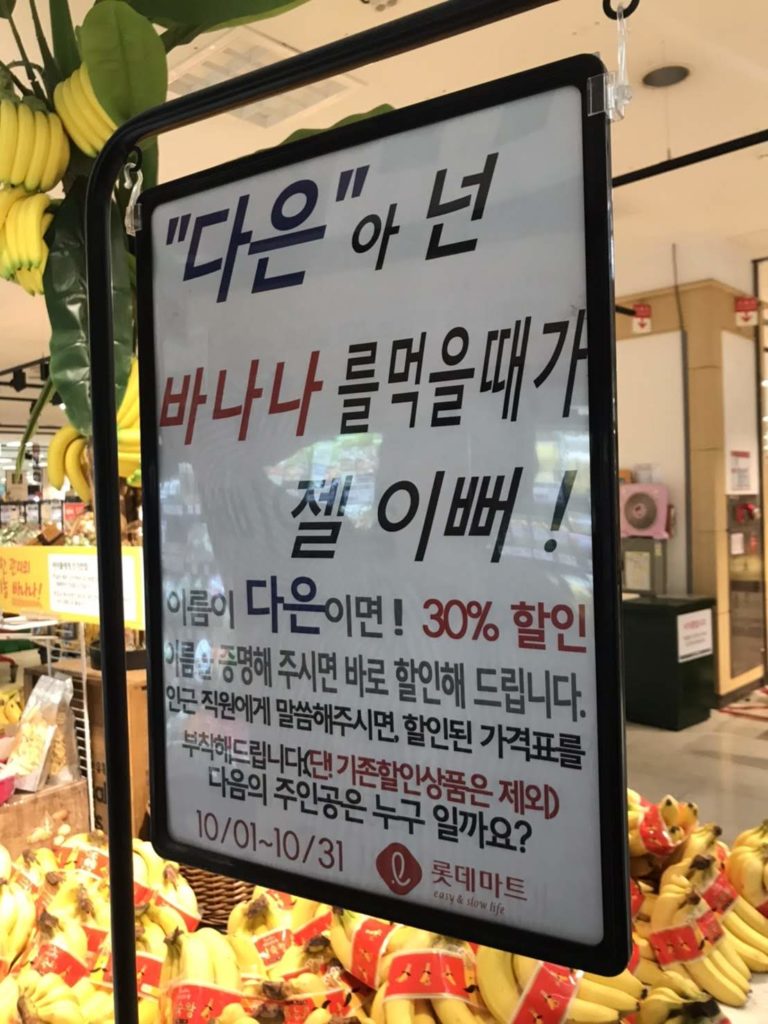 "다은"아 넌
바나나를먹을때가
젤 이뻐!
이름이 다은이면! 30% 할인
이름을 증명해 주시면 바로 할인해 드립니다.
인근 직원에게 말씀해주시면, 할인된 가격표를
부착해드립니다.(단! 기존할인상품은 제외)
다음의 주인공은 누구 일까요?
10/01~10/31
롯데마트
easy & slow life
바나나!